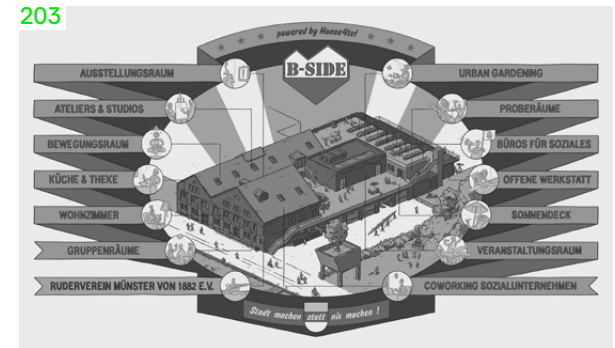 203
powered by Hansa4tel
B-SIDE
AUSSTELLUNGSRAUM
URBAN GARDENING
ATELIERS & STUDIOS
PROBERÄUME
BEWEGUNGSRAUM
BÜROS FÜR SOZIALES
KÜCHE & THEKE
OFFENE WERKSTATT
WOHNZIMMER
SONNENDECK
GRUPPENRÄUME
VERANSTALTUNGSRAUM
RUDERVEREIN MÜNSTER VON 1882 E.V.
COWORKING SOZIALUNTERNEHMEN
Stadt machen statt nix machen !